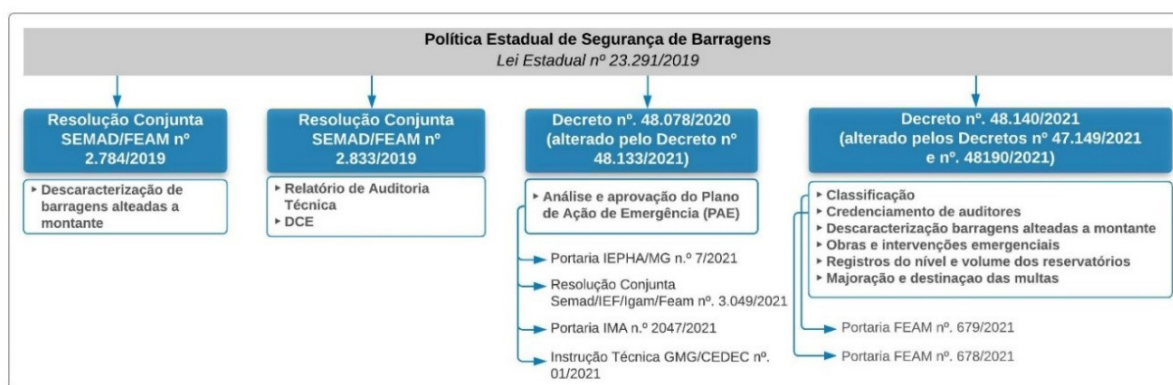 Política Estadual de Segurança de Barragens
Lei Estadual nº 23.291/2019
Resolução Conjunta
SEMAD/FEAM nº
2.784/2019
▸ Descaracterização de
barragens alteadas a
montante
Resolução Conjunta
SEMAD/FEAM nº
2.833/2019
▸ Relatório de Auditoria
Técnica
▸ DCE
Decreto nº. 48.078/2020
(alterado pelo Decreto nº
48.133/2021)
▸ Análise e aprovação do Plano
de Ação de Emergência (PAE)
Portaria IEPHA/MG n.º 7/2021
Resolução Conjunta
Semad/IEF/Igam/Feam nº. 3.049/2021
Portaria IMA n.º 2047/2021
Instrução Técnica GMG/CEDEC nº.
01/2021
Decreto nº. 48.140/2021
(alterado pelos Decretos nº 47.149/2021
e nº. 48190/2021)
▸ Classificação
▸ Credenciamento de auditores
▸ Descaracterização barragens alteadas a montante
▸ Obras e intervenções emergenciais
▸ Registros do nível e volume dos reservatórios
▸ Majoração e destinaçao das multas
Portaria FEAM nº. 679/2021
Portaria FEAM nº. 678/2021